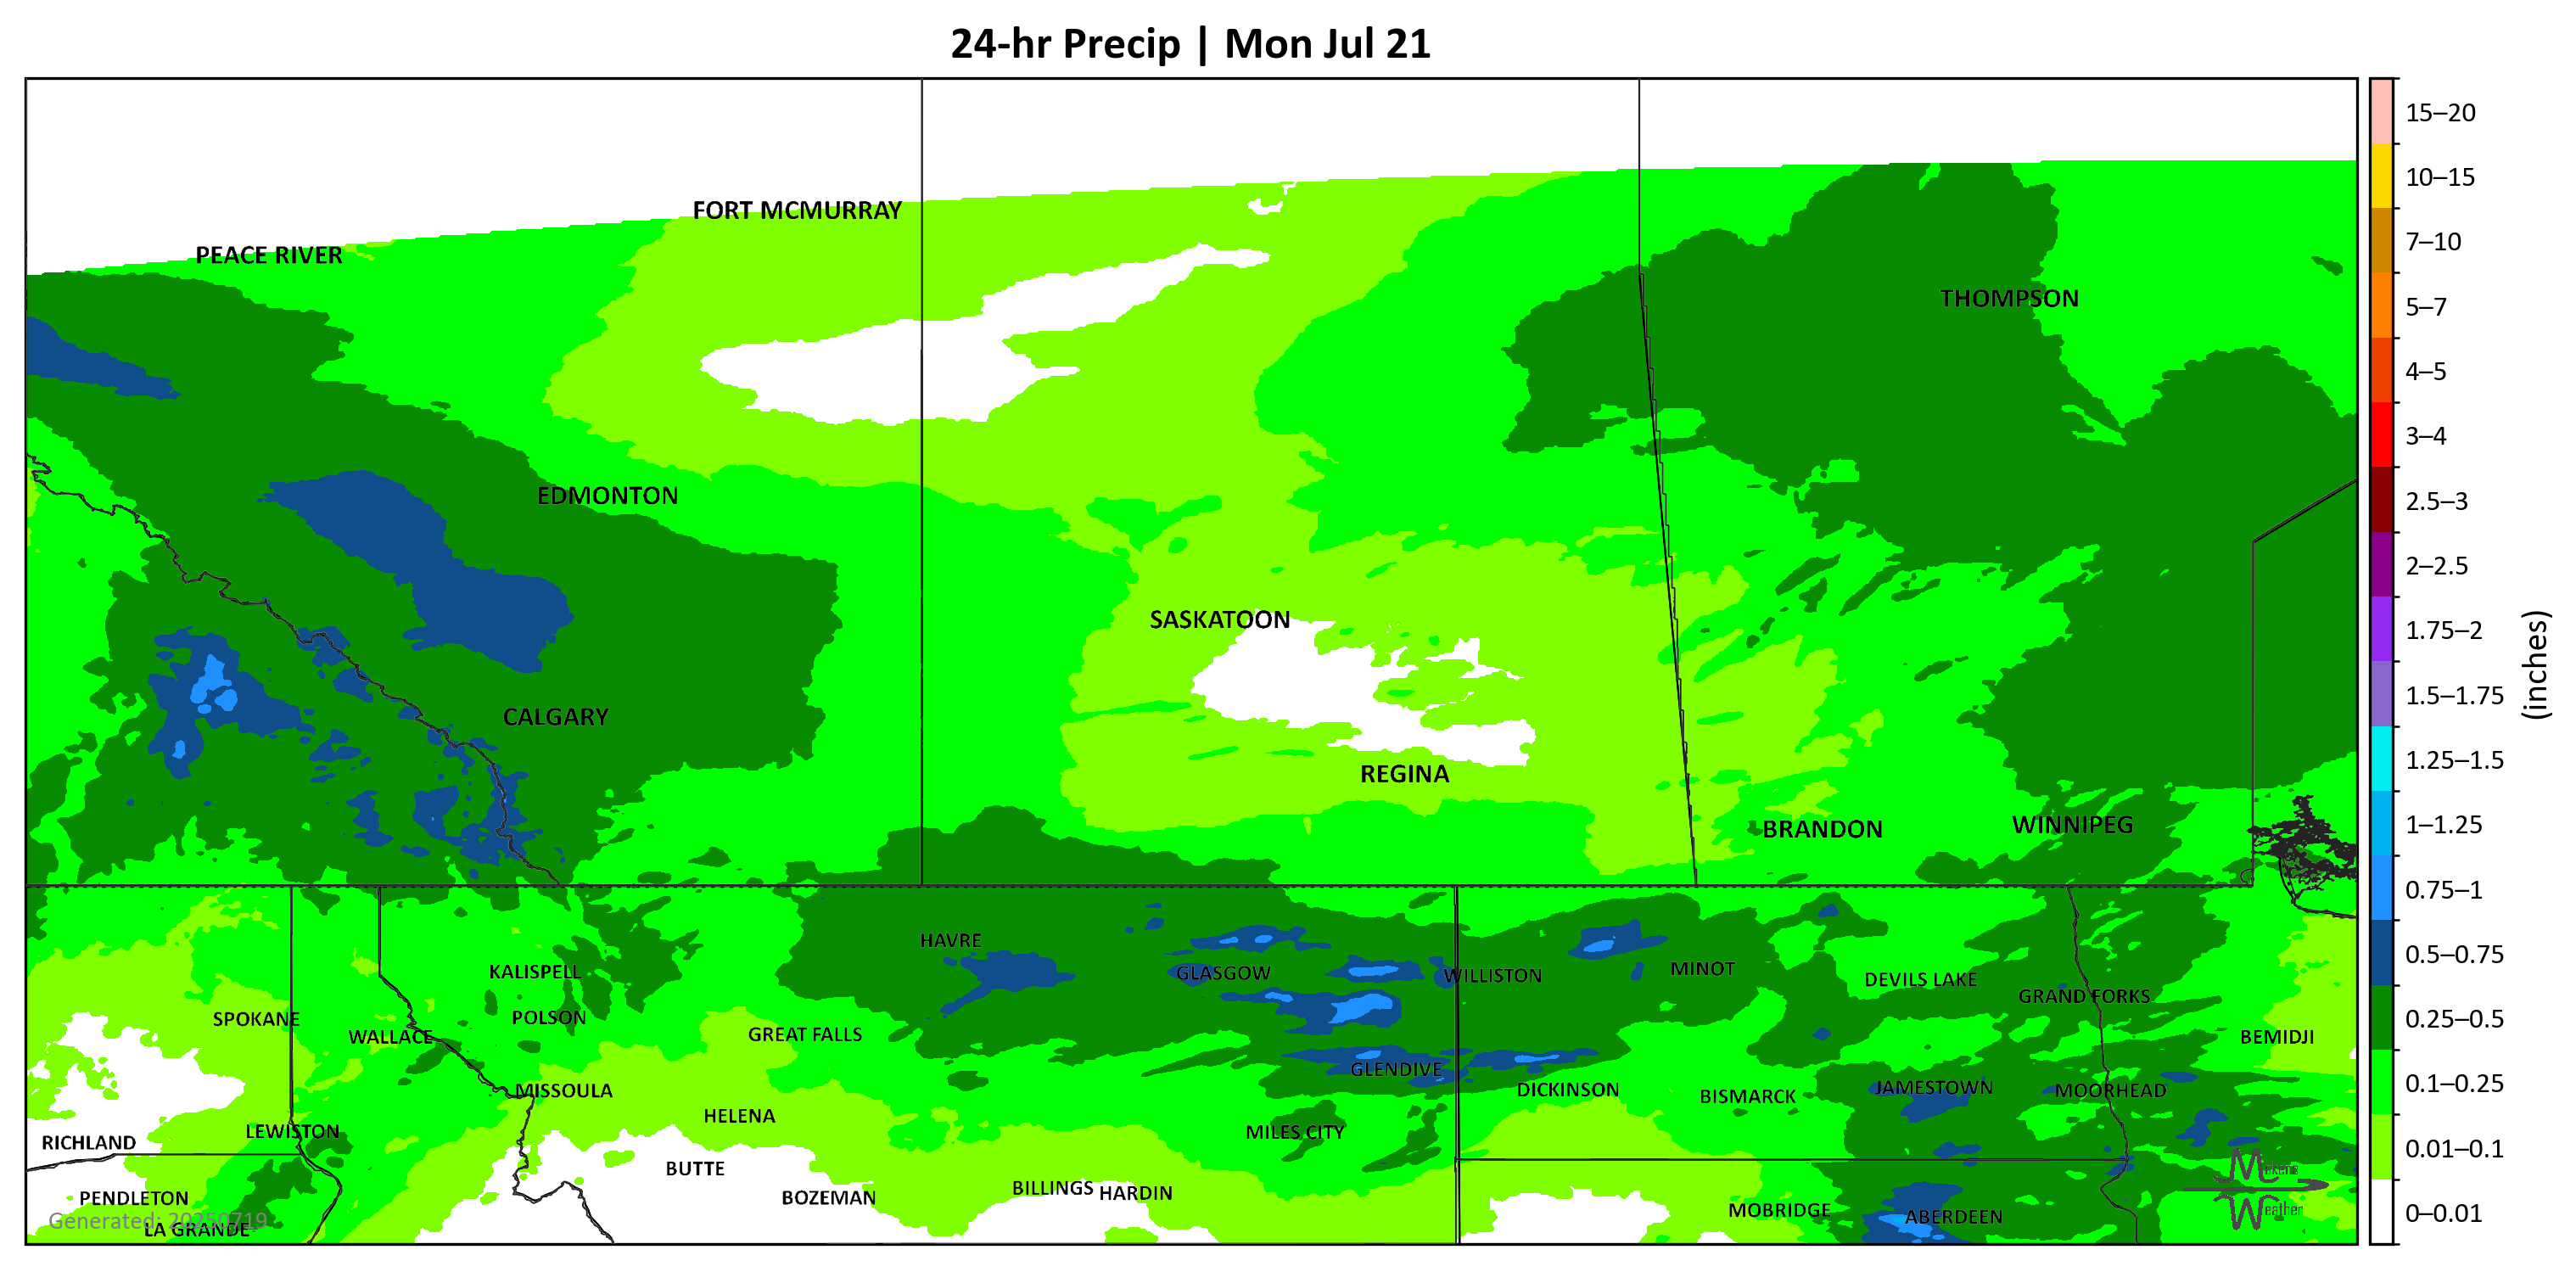 24-hr Precip | Mon Jul 21
15–20
10–15
7–10
5–7
4–5
3–4
2.5–3
2–2.5
1.75–2
1.5–1.75
1.25–1.5
1–1.25
0.75–1
0.5–0.75
0.25–0.5
0.1–0.25
0.01–0.1
0–0.01
(inches)
FORT MCMURRAY
PEACE RIVER
THOMPSON
EDMONTON
SASKATOON
CALGARY
REGINA
BRANDON
WINNIPEG
HAVRE
KALISPELL
GLASGOW
WILLISTON
MINOT
DEVILS LAKE
GRAND FORKS
SPOKANE
POLSON
WALLACE
GREAT FALLS
BEMIDJI
GLENDIVE
MISSOULA
DICKINSON
BISMARCK
JAMESTOWN
MOORHEAD
HELENA
RICHLAND
LEWISTON
MILES CITY
BUTTE
PENDLETON
BOZEMAN
BILLINGS
HARDIN
MOBRIDGE
ABERDEEN
Generated: 20250719
LA GRANDE
Weather